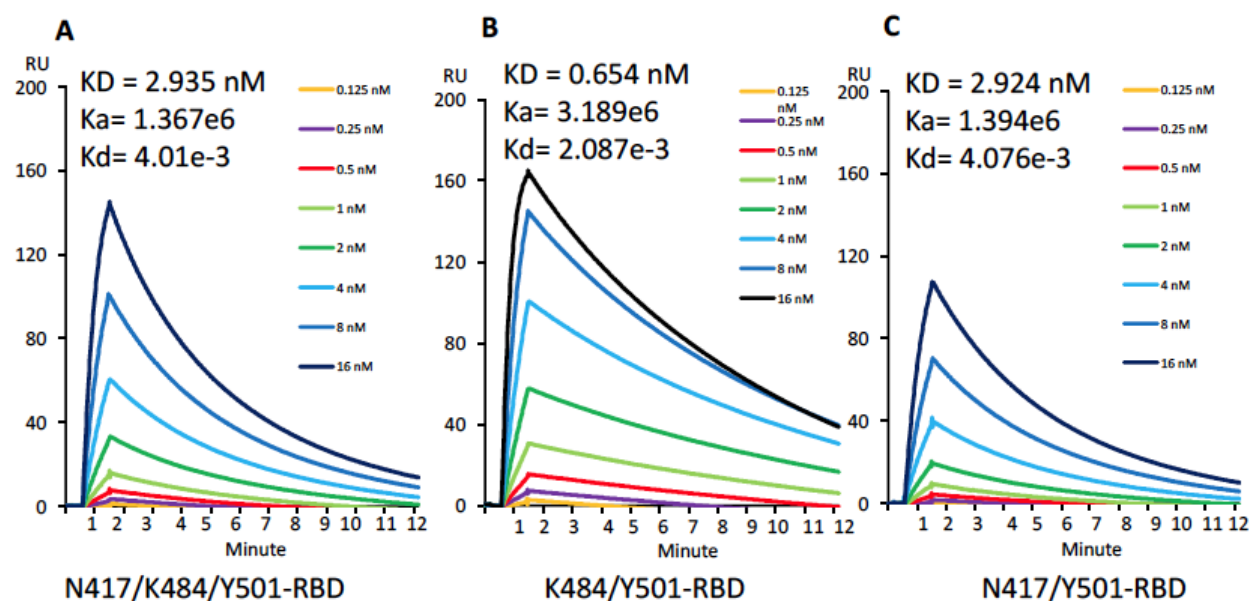 A
RU
200
160
120
80
40
0
KD = 2.935 nM
Ka= 1.367e6
Kd= 4.01e-3
0.125 nM
0.25 nM
0.5 nM
1 nM
2 nM
4 nM
8 nM
16 nM
1 2 3 4 5 6 7 8 9 10 11 12
Minute
N417/K484/Y501-RBD
B
RU
200
160
120
80
40
0
KD = 0.654 nM
Ka= 3.189e6
Kd= 2.087e-3
0.125
nM
0.25 nM
0.5 nM
1 nM
2 nM
4 nM
8 nM
16 nM
1 2 3 4 5 6 7 8 9 10 11 12
Minute
K484/Y501-RBD
C
RU
200
160
120
80
40
0
KD = 2.924 nM
Ka= 1.394e6
Kd= 4.076e-3
0.125 nM
0.25 nM
0.5 nM
1 nM
2 nM
4 nM
8 nM
16 nM
1 2 3 4 5 6 7 8 9 10 11 12
Minute
N417/Y501-RBD